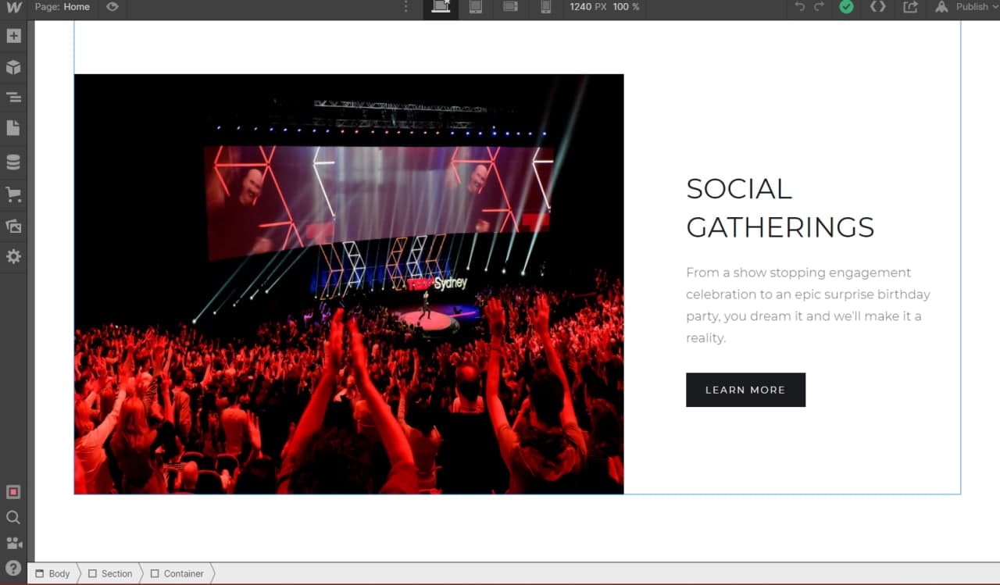 Page: Home
1240 PX 100 %
Publish
TEDxSydney
SOCIAL
GATHERINGS
From a show stopping engagement
celebration to an epic surprise birthday
party, you dream it and we'll make it a
reality.
LEARN MORE
Body
Section
Container